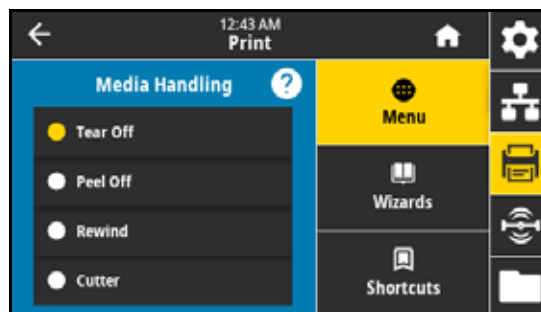 12:43 AM
Print
Media Handling
?
Tear Off
Peel Off
Rewind
Cutter
Menu
Wizards
Shortcuts